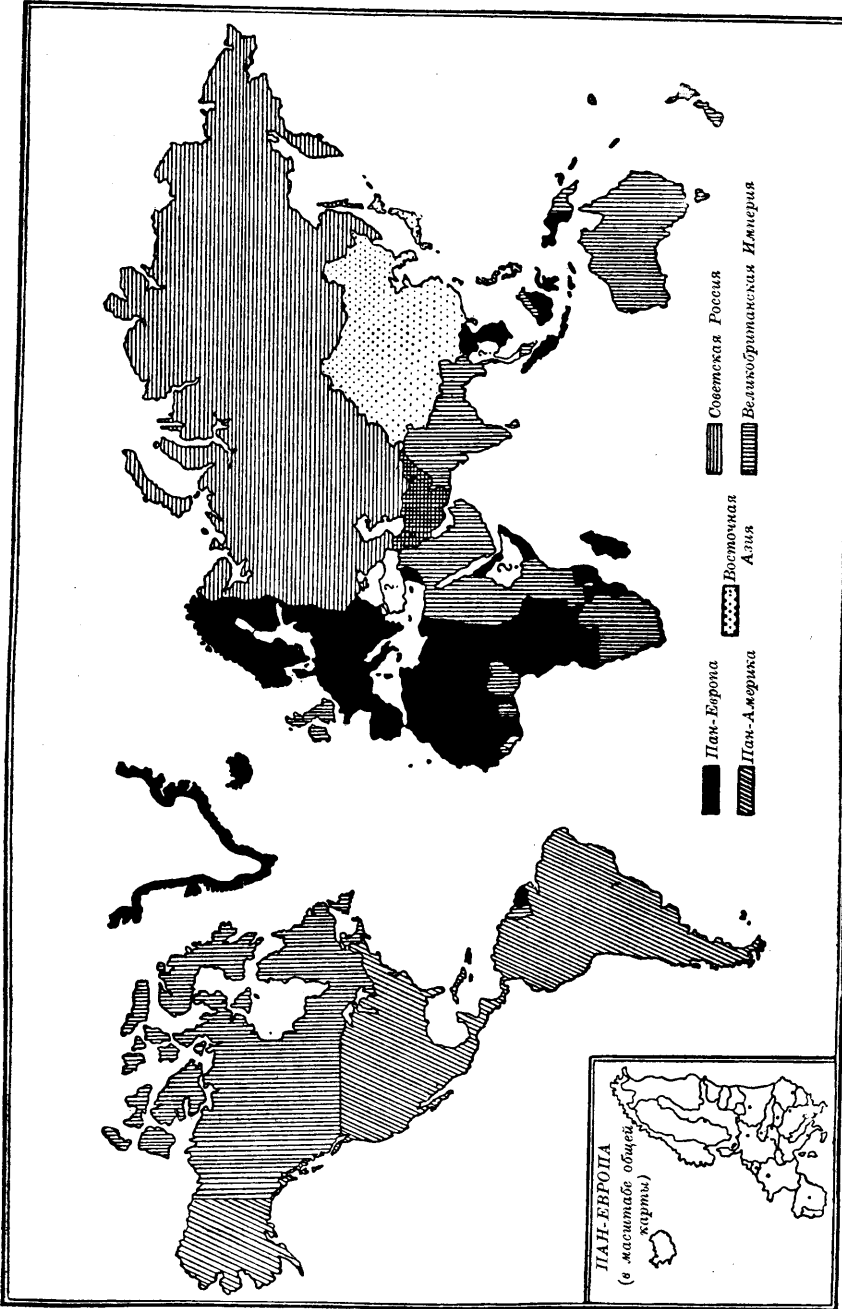 Пан-Европа
Пан-Америка
Восточная
Азия
Советская Россия
Великобританская Империя
ПАН-ЕВРОПА
(в масштабе общей
карты)
?
?
?